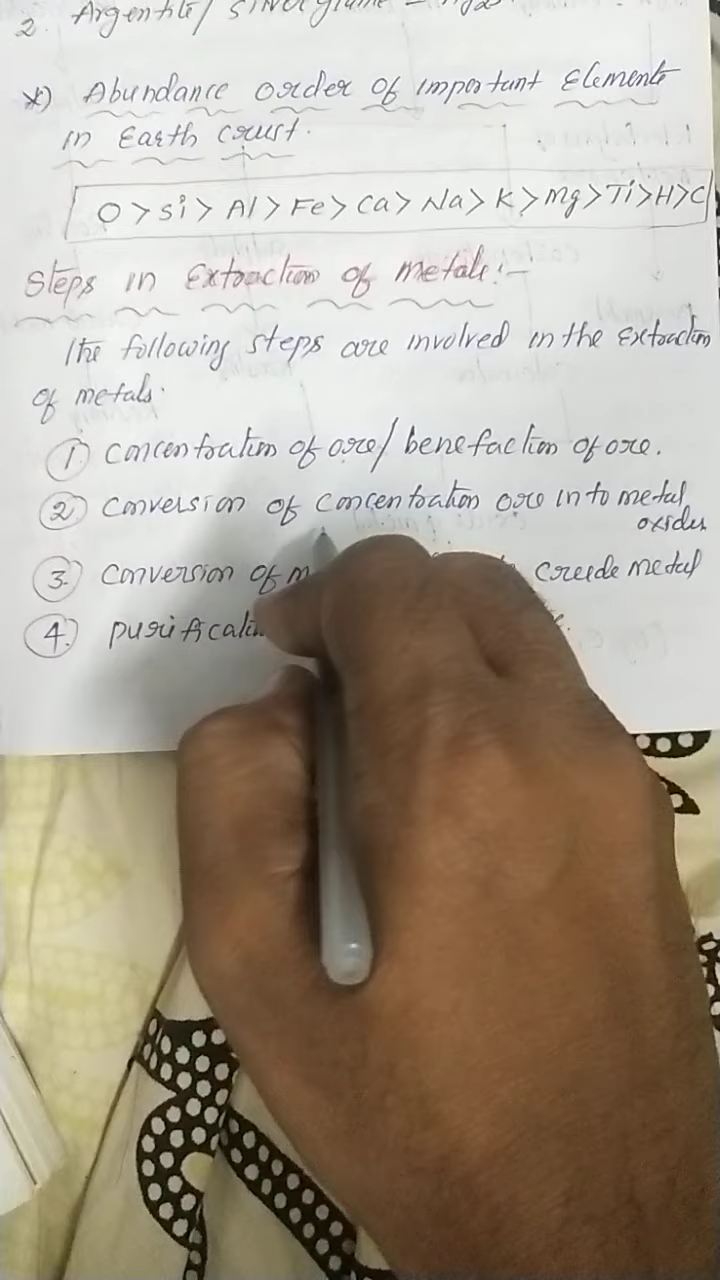 2. Argentite/ silver glance – Ag2S
*) Abundance order of important Elements
in Earth crust.
O > Si > Al > Fe > Ca > Na > K > Mg > Ti > H > C
Steps in Extraction of metals:–
The following steps are involved in the Extraction
of metals.
1. Concentration of ore/ benefaction of ore.
2. Conversion of Concentration ore into metal
oxides
3. Conversion of creude metal
4.